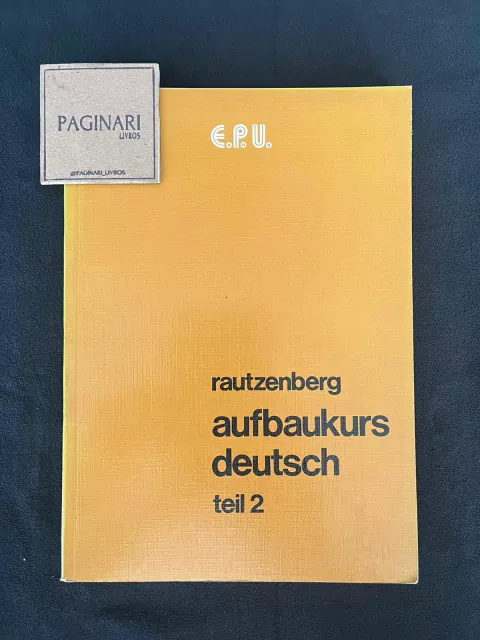 PAGINARI
LIVROS
@PAGINARI_LIVROS
E.P.U.
rautzenberg
aufbaukurs
deutsch
teil 2